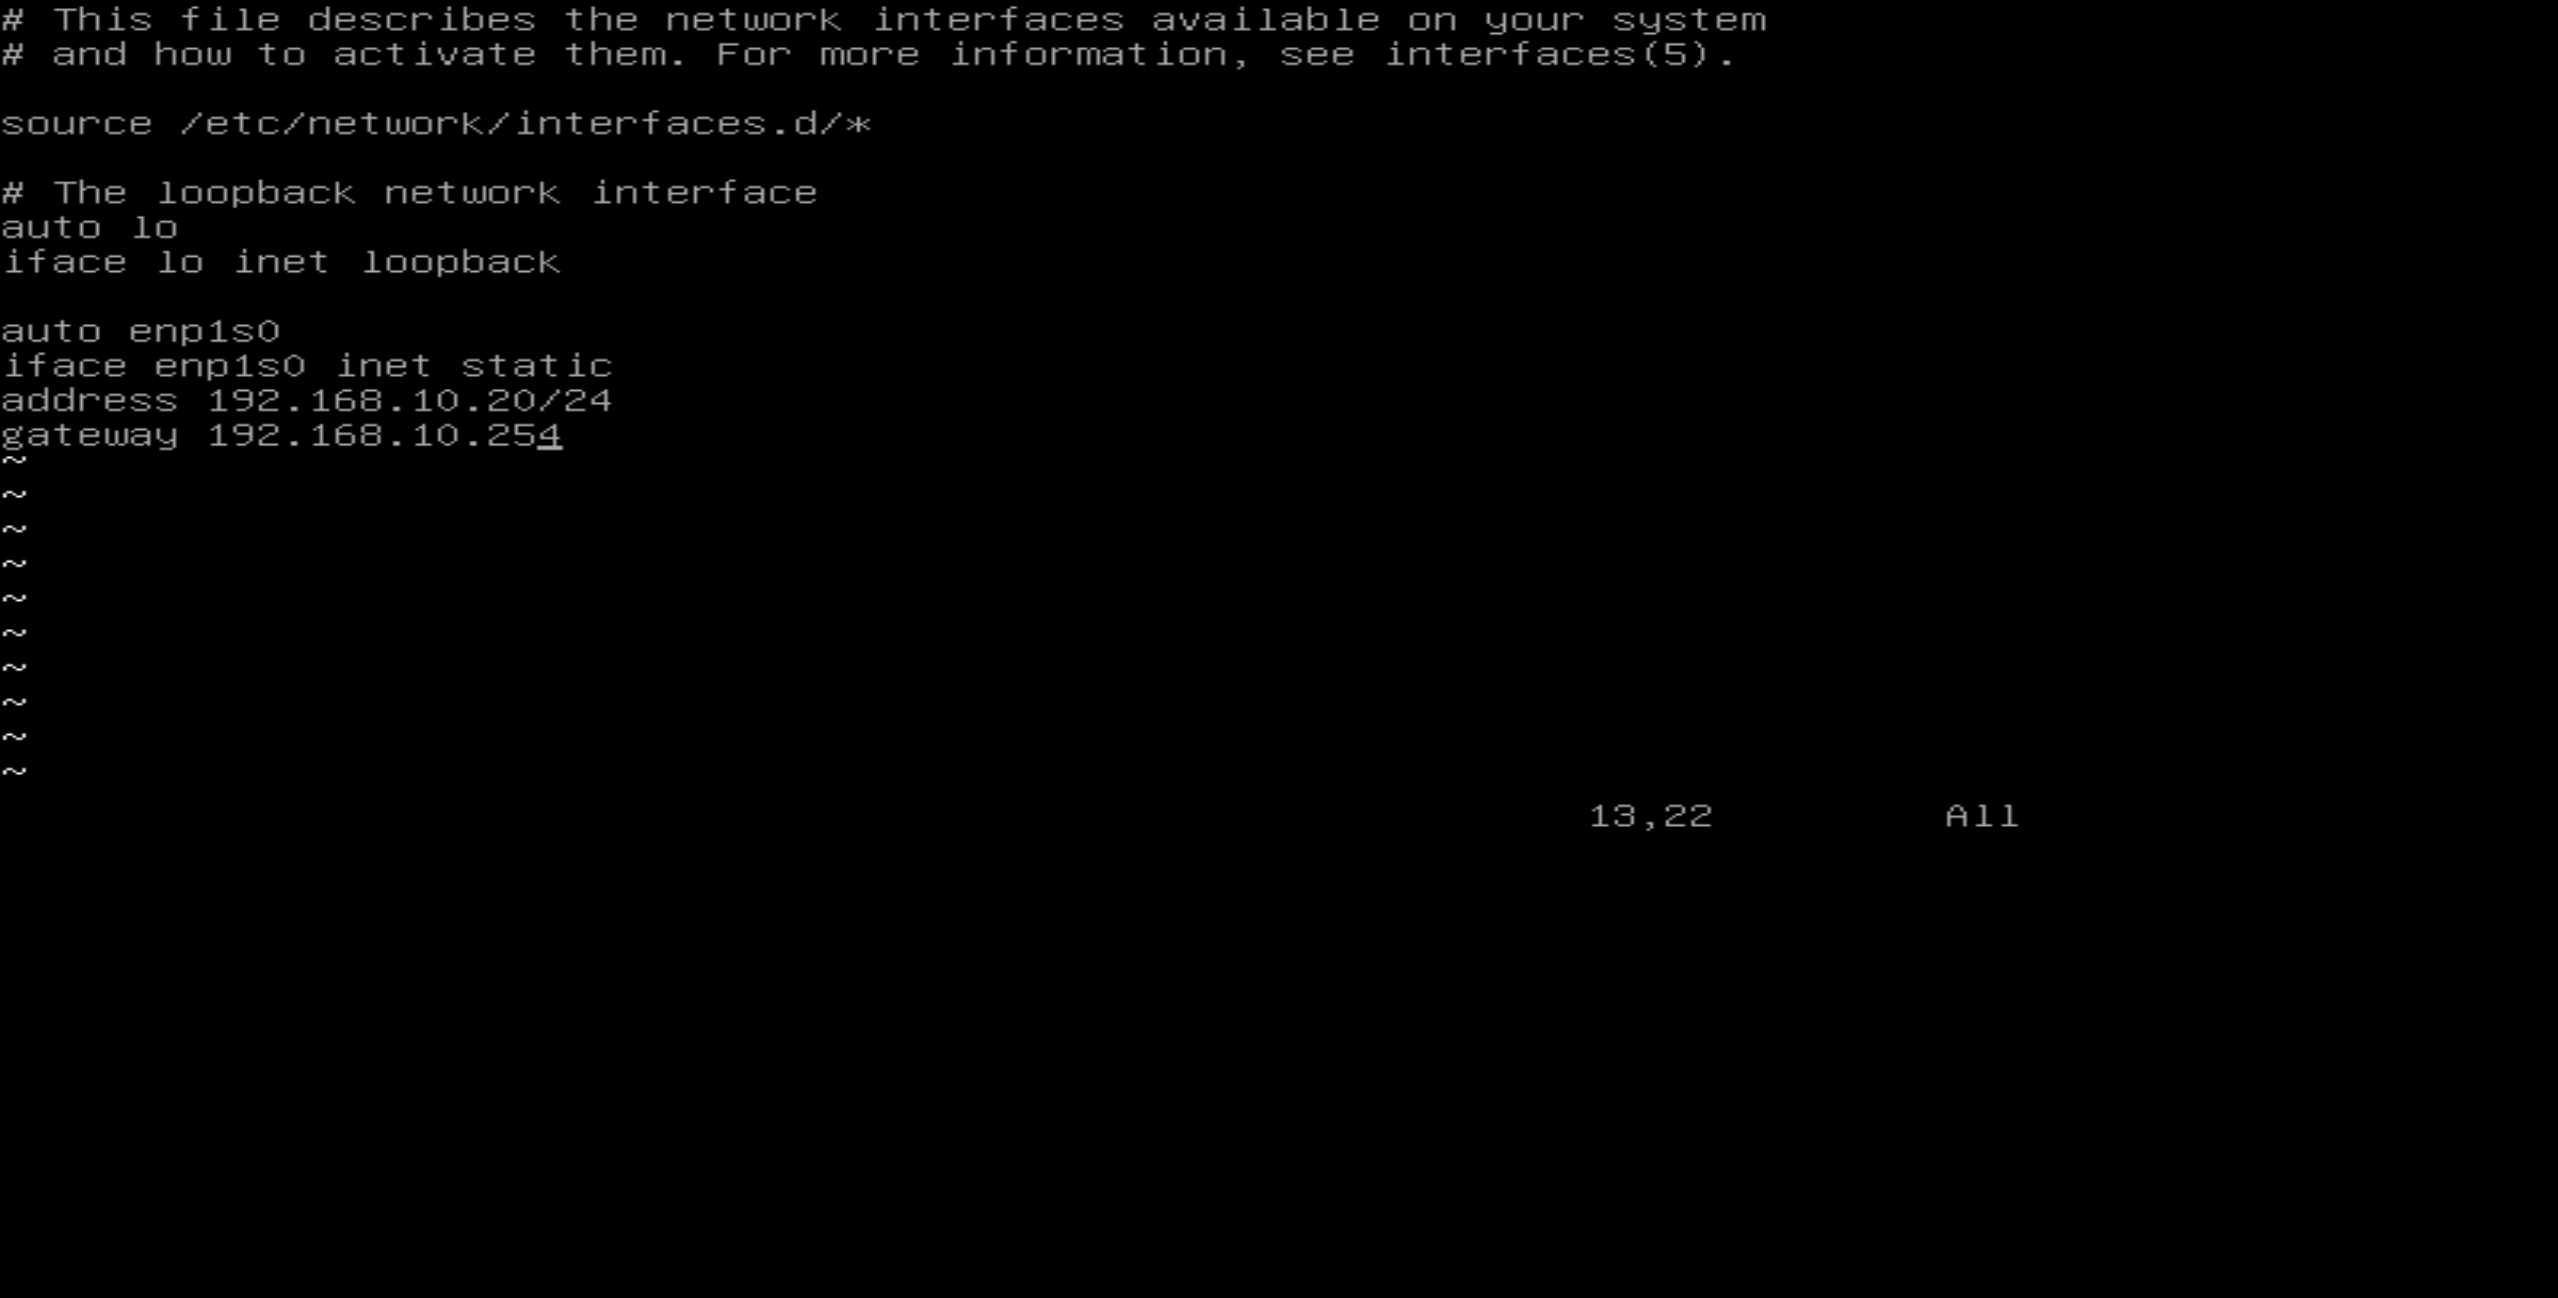 # This file describes the network interfaces available on your system
# and how to activate them. For more information, see interfaces(5).
source /etc/network/interfaces.d/*
# The loopback network interface
auto lo
iface lo inet loopback
auto enp1s0
iface enp1s0 inet static
address 192.168.10.20/24
gateway 192.168.10.254
~
~
~
~
~
~
~
~
~
~
13,22 All